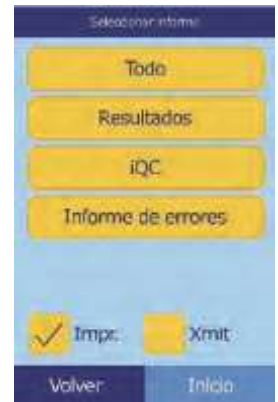 Seleccionar informe
Todo
Resultados
iQC
Informe de errores
Impr. Xmit
Volver Inicio